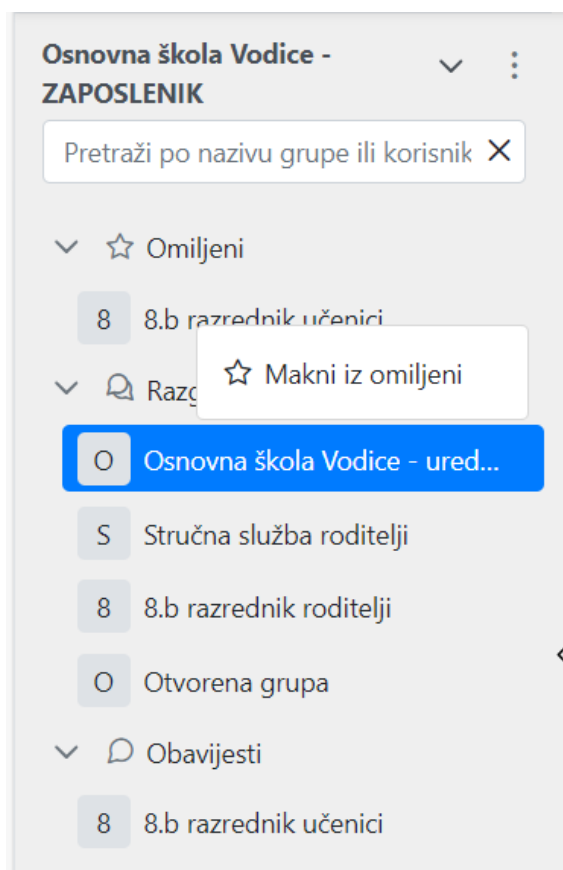 Osnovna škola Vodice -
ZAPOSLENIK
Pretraži po nazivu grupe ili korisnik
Omiljeni
8 8.b razrednik učenici
Makni iz omiljeni
O Osnovna škola Vodice - ured...
S Stručna služba roditelji
8 8.b razrednik roditelji
O Otvorena grupa
Obavijesti
8 8.b razrednik učenici